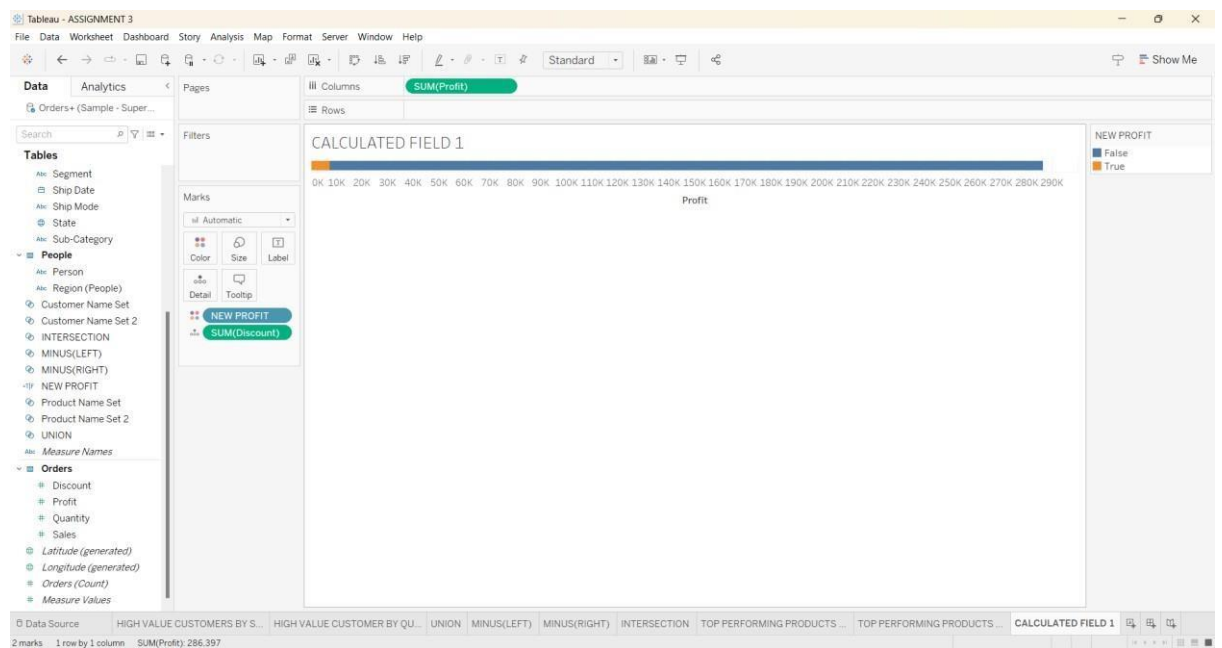 Tableau - ASSIGNMENT 3
File Data Worksheet Dashboard Story Analysis Map Format Server Window Help
Standard
Show Me
Data Analytics
Pages
Columns SUM(Profit)
Orders+ (Sample - Super...
Rows
Search
Filters
CALCULATED FIELD 1
NEW PROFIT
False
True
Tables
Abc Segment
Ship Date
Abc Ship Mode
State
Abc Sub-Category
People
Abc Person
Abc Region (People)
Customer Name Set
Customer Name Set 2
INTERSECTION
MINUS(LEFT)
MINUS(RIGHT)
NEW PROFIT
Product Name Set
Product Name Set 2
UNION
Abc Measure Names
Orders
# Discount
# Profit
# Quantity
# Sales
Latitude (generated)
Longitude (generated)
# Orders (Count)
# Measure Values
Marks
Automatic
Color Size Label
Detail Tooltip
NEW PROFIT
SUM(Discount)
0K 10K 20K 30K 40K 50K 60K 70K 80K 90K 100K 110K 120K 130K 140K 150K 160K 170K 180K 190K 200K 210K 220K 230K 240K 250K 260K 270K 280K 290K
Profit
Data Source HIGH VALUE CUSTOMERS BY S... HIGH VALUE CUSTOMER BY QU... UNION MINUS(LEFT) MINUS(RIGHT) INTERSECTION TOP PERFORMING PRODUCTS ... TOP PERFORMING PRODUCTS ... CALCULATED FIELD 1
2 marks 1 row by 1 column SUM(Profit): 286,397